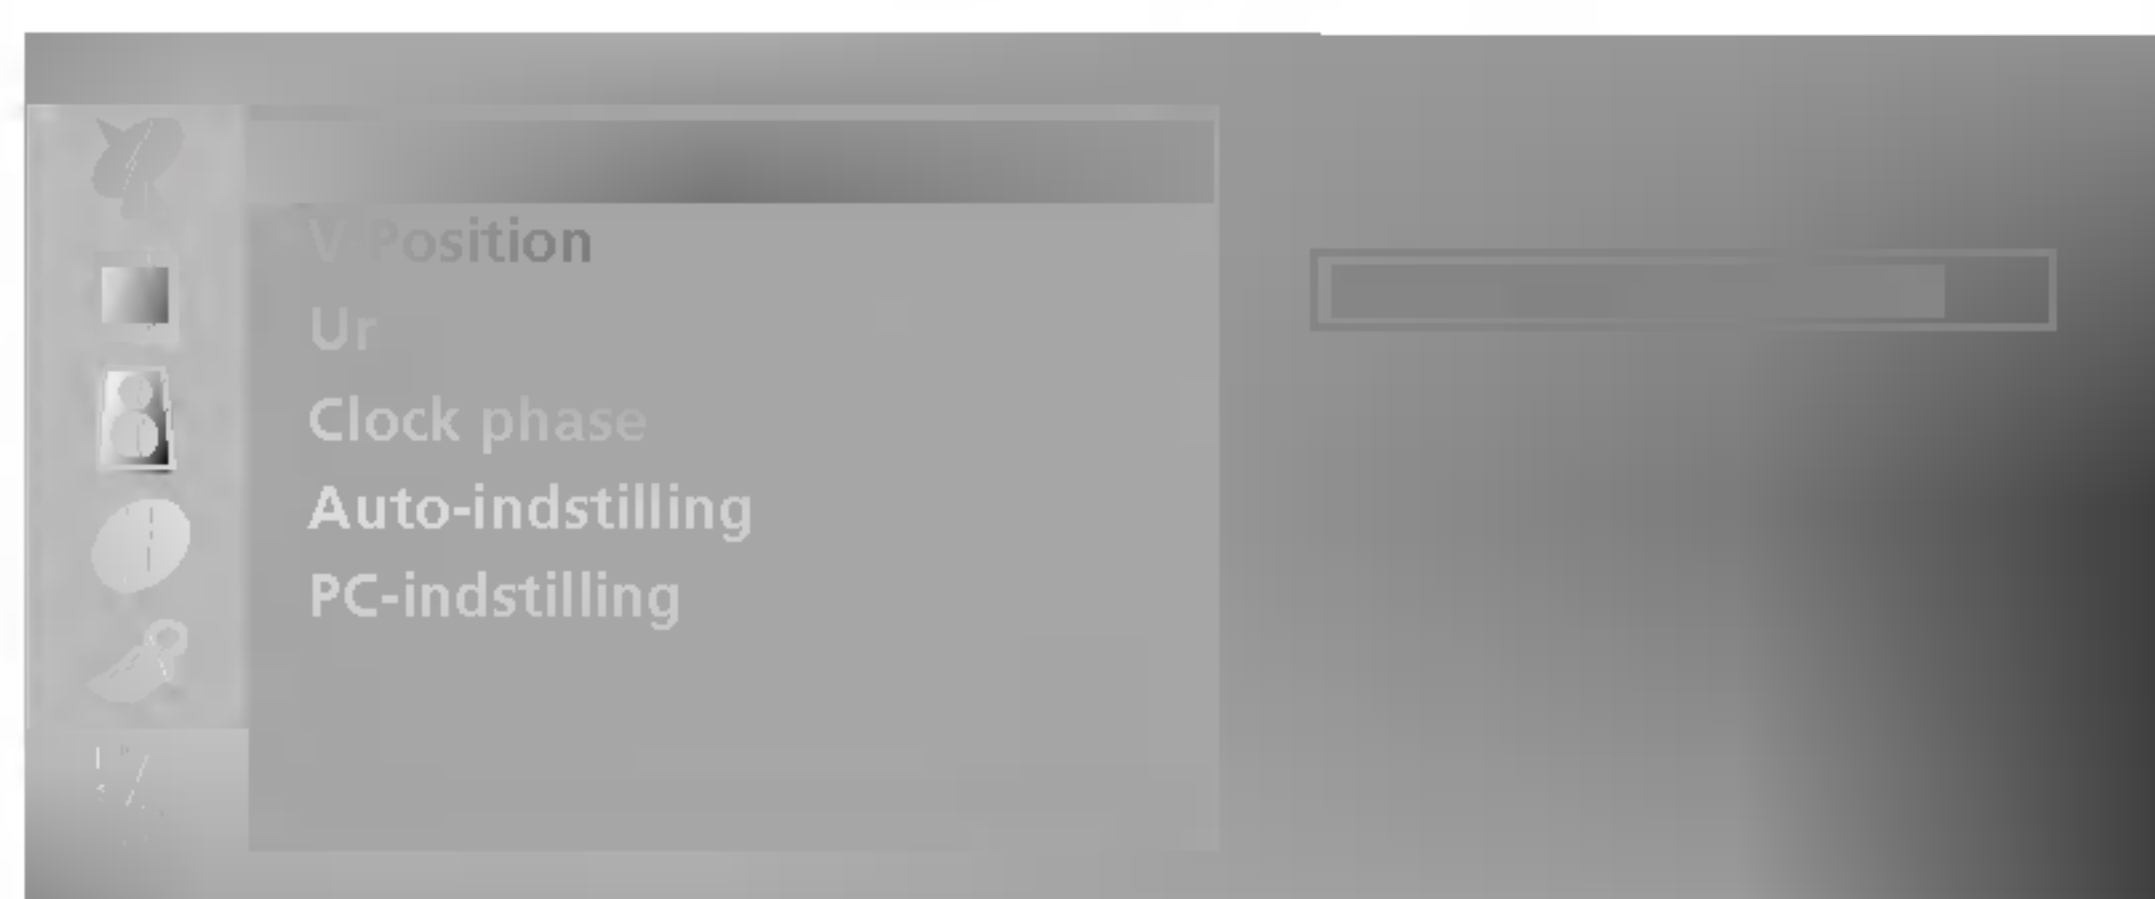 V-Position
Ur
Clock phase
Auto-indstilling
PC-indstilling